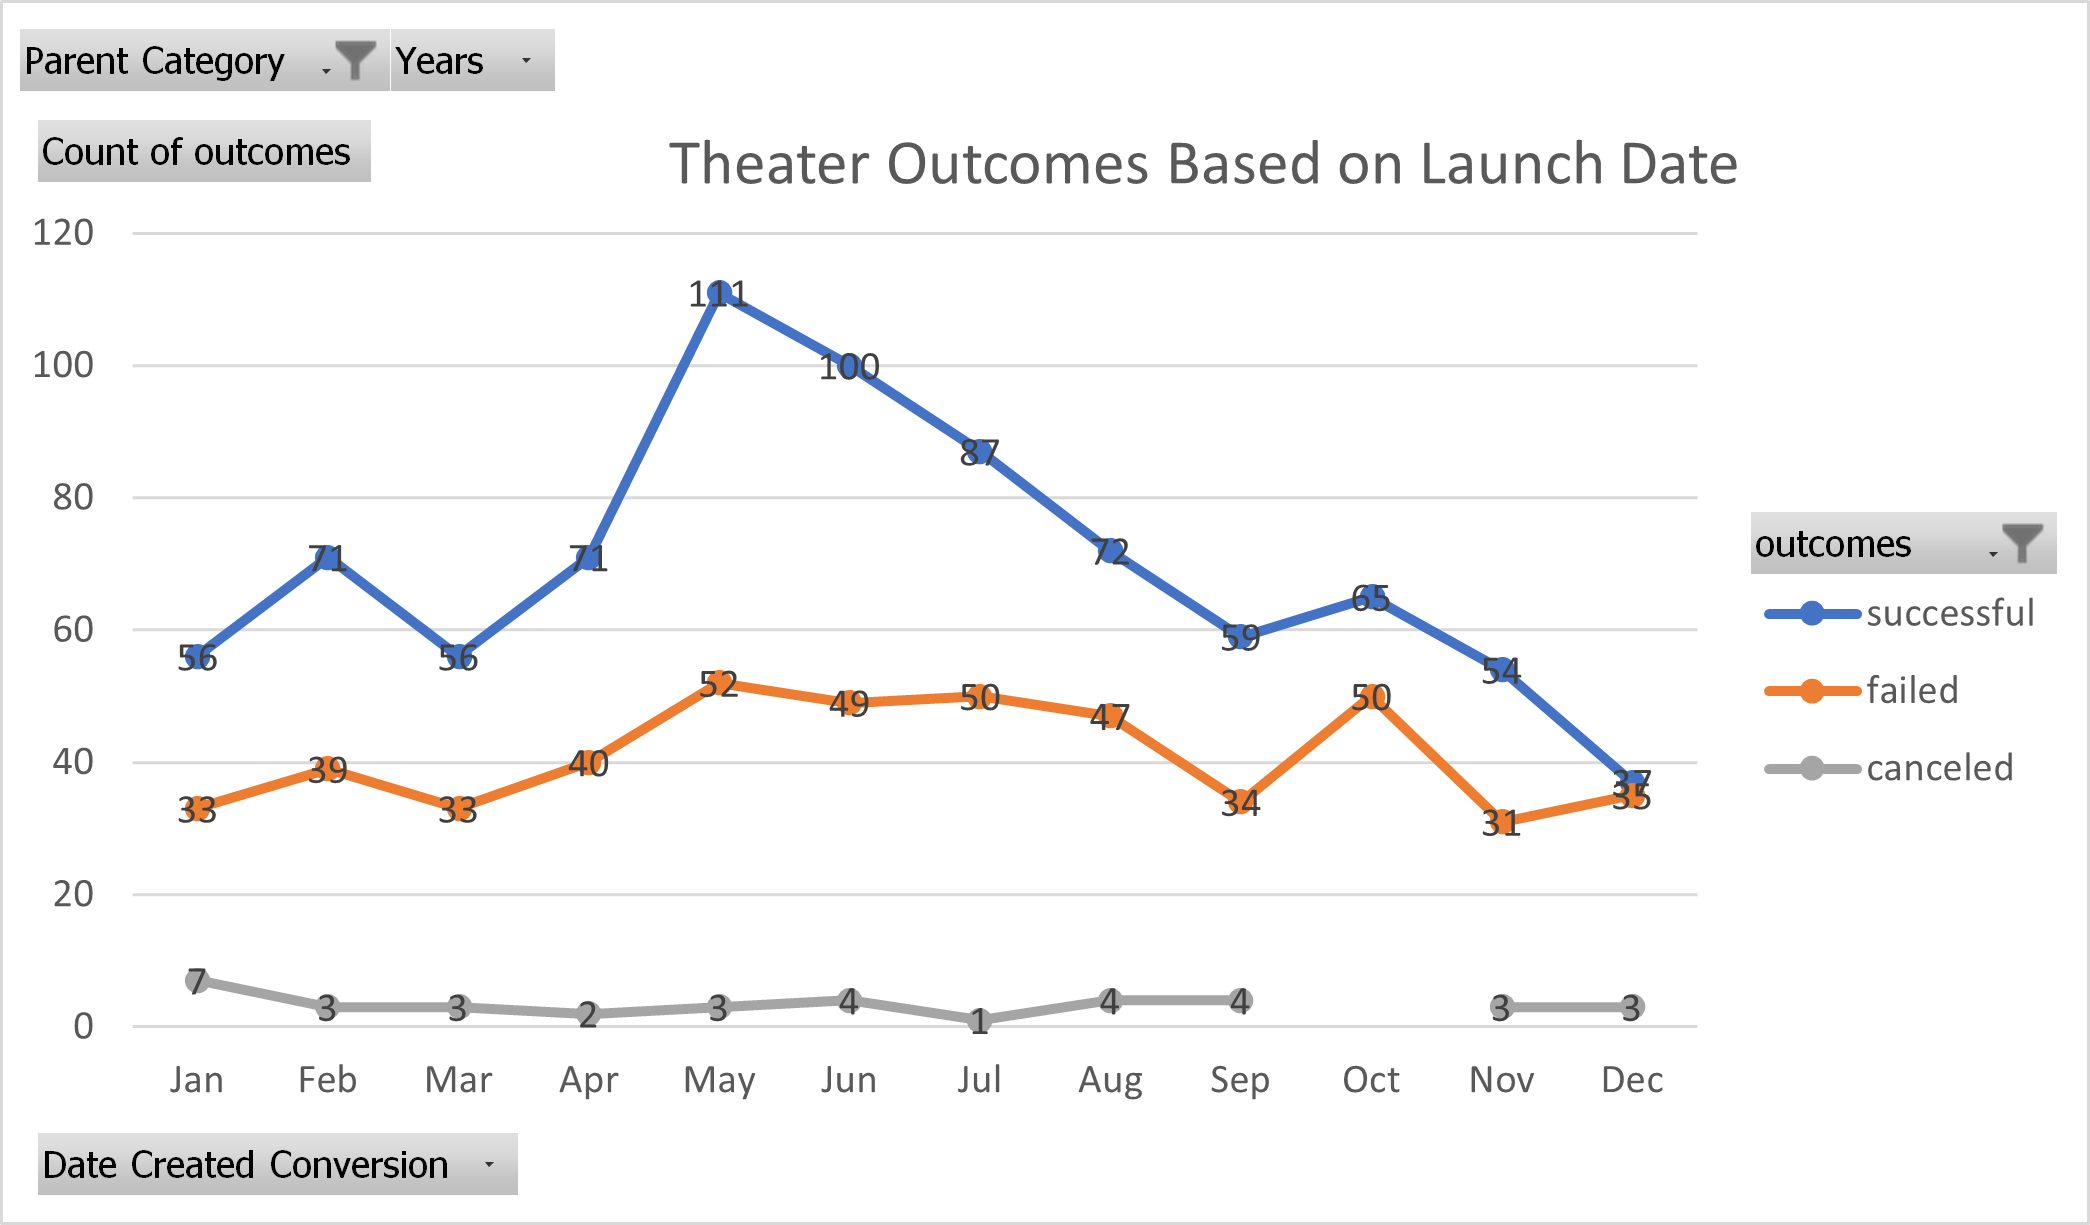 Parent Category Years
Count of outcomes
Theater Outcomes Based on Launch Date
120
100
80
60
40
20
0
111
100
87
71 71 72
56 56 59 65 54 37
52 49 50 47 50
33 39 33 40 34 31 35
7 3 3 2 3 4 1 4 4 3 3
Jan Feb Mar Apr May Jun Jul Aug Sep Oct Nov Dec
outcomes
successful
failed
canceled
Date Created Conversion